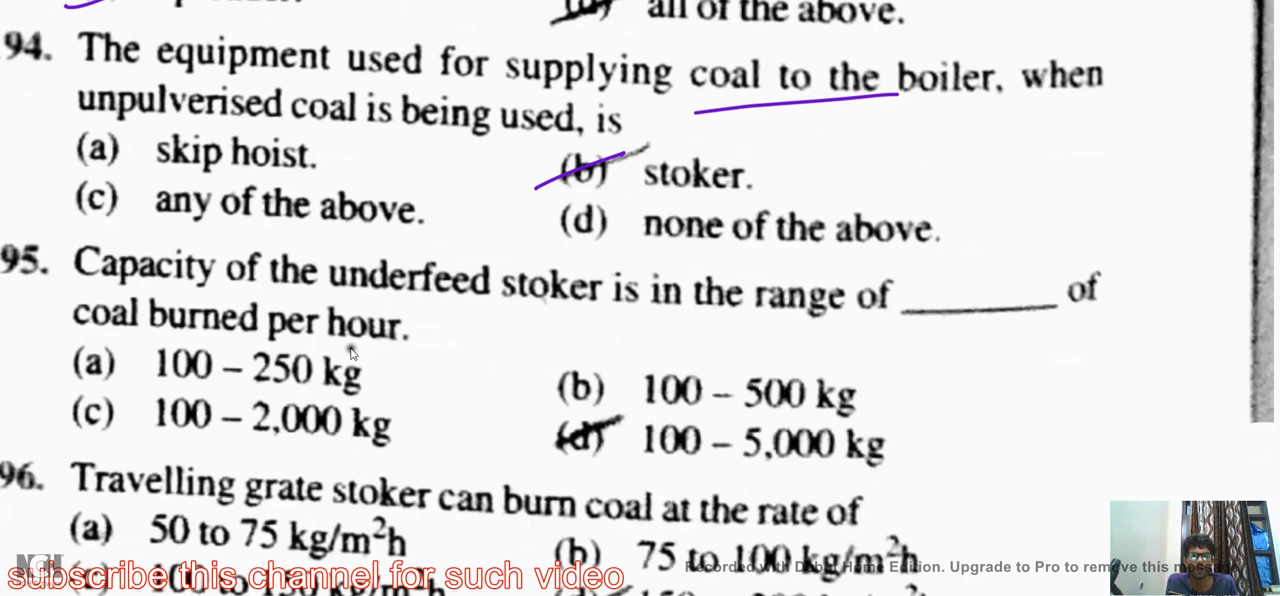 all of the above.
94. The equipment used for supplying coal to the boiler, when
unpulverised coal is being used, is
(a) skip hoist.
(b) stoker.
(c) any of the above.
(d) none of the above.
95. Capacity of the underfeed stoker is in the range of ________ of
coal burned per hour.
(a) 100 – 250 kg
(b) 100 – 500 kg
(c) 100 – 2,000 kg
(d) 100 – 5,000 kg
96. Travelling grate stoker can burn coal at the rate of
(a) 50 to 75 kg/m²h
(b) 75 to 100 kg/m²h
subscribe this channel for such video
Recorded with Debut Home Edition. Upgrade to Pro to remove this message